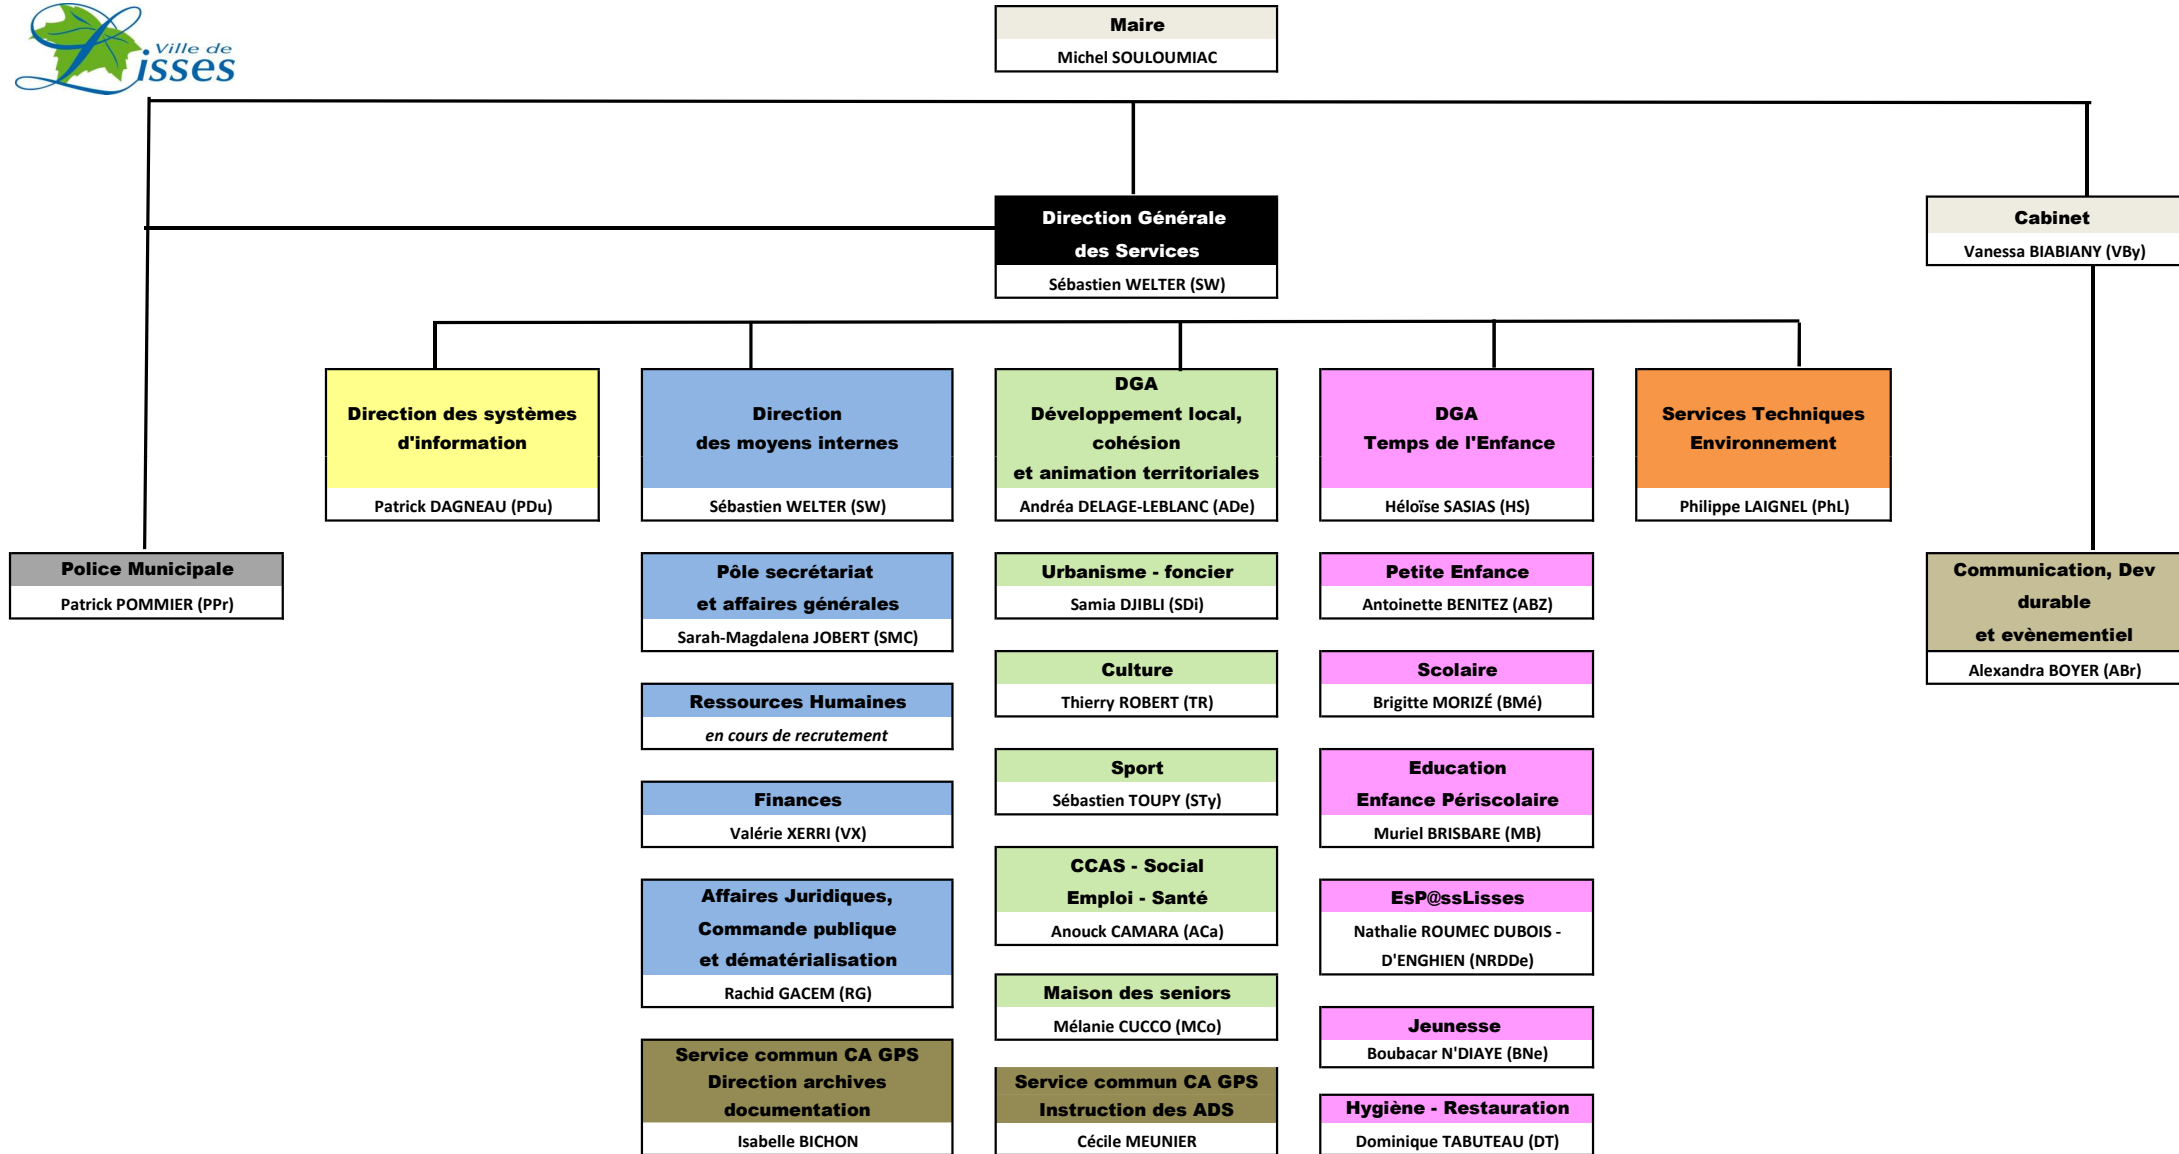 Ville de
Lisses
Maire
Michel SOULOUMIAC
Direction Générale
des Services
Sébastien WELTER (SW)
Cabinet
Vanessa BIABIANY (VBy)
Direction des systèmes
d'information
Patrick DAGNEAU (PDu)
Direction
des moyens internes
Sébastien WELTER (SW)
DGA
Développement local,
cohésion
et animation territoriales
Andréa DELAGE-LEBLANC (ADe)
DGA
Temps de l'Enfance
Héloïse SASIAS (HS)
Services Techniques
Environnement
Philippe LAIGNEL (PhL)
Police Municipale
Patrick POMMIER (PPr)
Pôle secrétariat
et affaires générales
Sarah-Magdalena JOBERT (SMC)
Ressources Humaines
en cours de recrutement
Finances
Valérie XERRI (VX)
Affaires Juridiques,
Commande publique
et dématérialisation
Rachid GACEM (RG)
Service commun CA GPS
Direction archives
documentation
Isabelle BICHON
Urbanisme - foncier
Samia DJIBLI (SDi)
Culture
Thierry ROBERT (TR)
Sport
Sébastien TOUPY (STy)
CCAS - Social
Emploi - Santé
Anouck CAMARA (ACa)
Maison des seniors
Mélanie CUCCO (MCo)
Service commun CA GPS
Instruction des ADS
Cécile MEUNIER
Petite Enfance
Antoinette BENITEZ (ABZ)
Scolaire
Brigitte MORIZÉ (BMé)
Education
Enfance Périscolaire
Muriel BRISBARE (MB)
EsP@ssLisses
Nathalie ROUMEC DUBOIS -
D'ENGHIEN (NRDDe)
Jeunesse
Boubacar N'DIAYE (BNe)
Hygiène - Restauration
Dominique TABUTEAU (DT)
Communication, Dev
durable
et evènementiel
Alexandra BOYER (ABr)